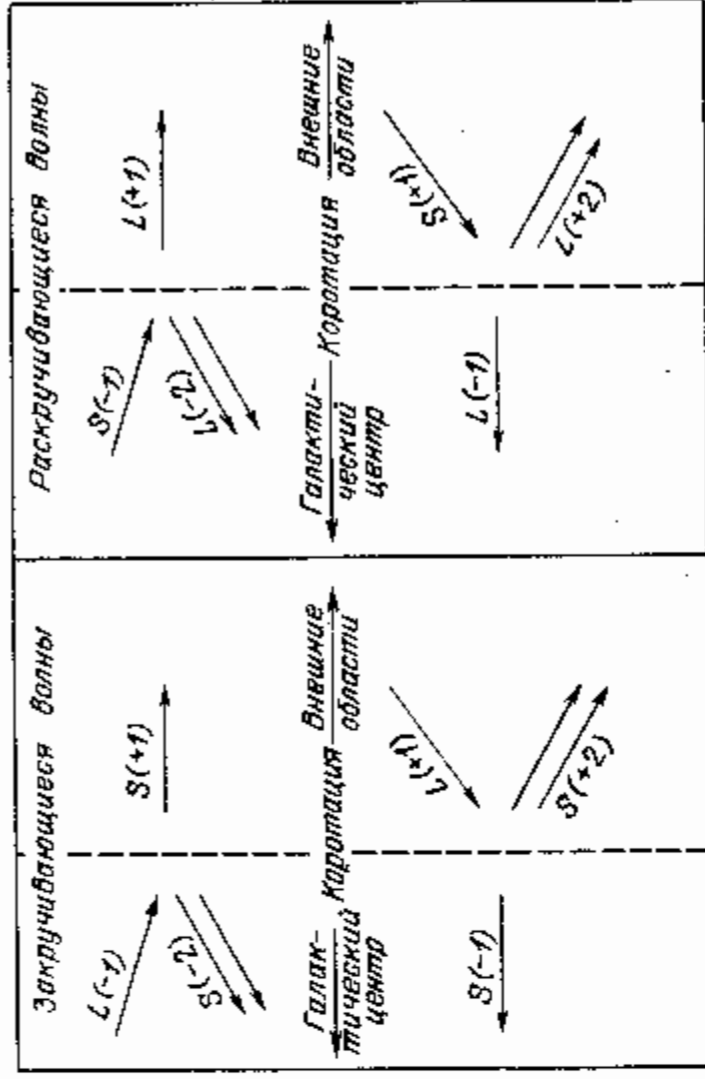 Закручивающиеся волны
L(-1)
S(+1)
S(-2)
Галак-
тический
центр
Коротация
Внешние
области
L(+1)
S(-1)
S(+2)
Раскручивающиеся волны
S(-1)
L(+1)
L(-2)
Галакти-
ческий
центр
Коротация
Внешние
области
S(+1)
L(-1)
L(+2)